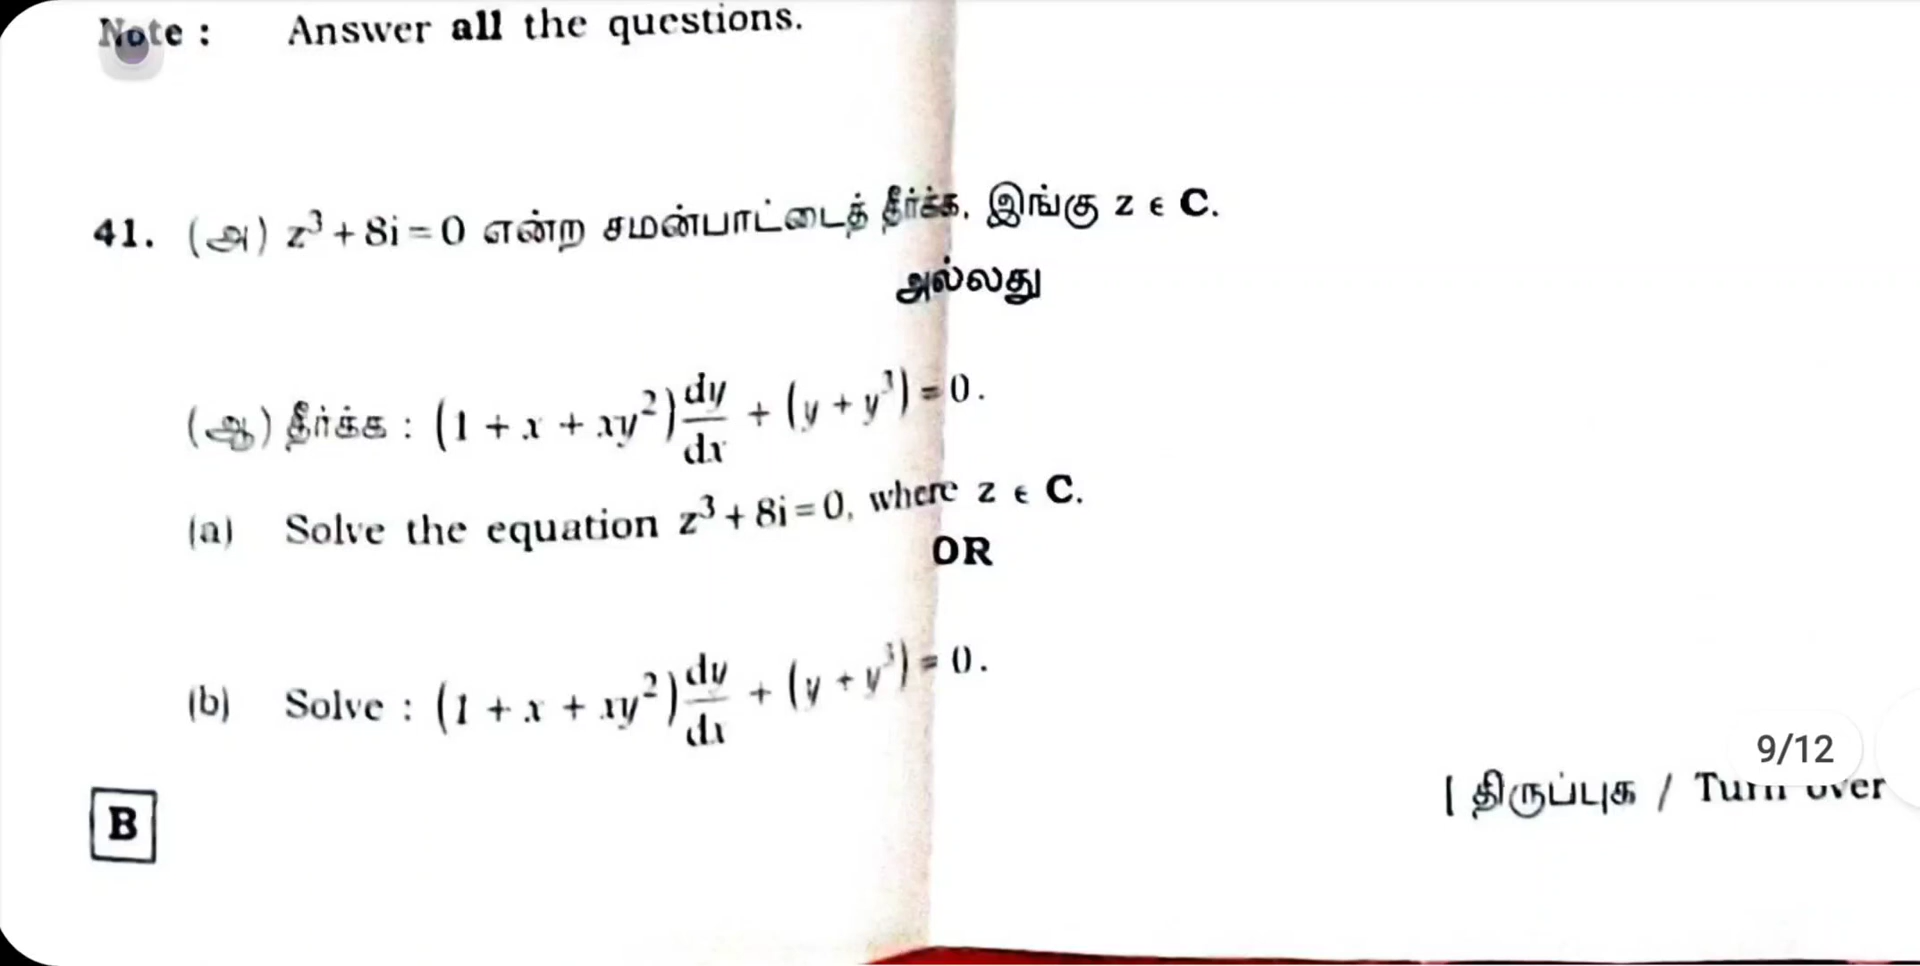 Note : Answer all the questions.
41. (அ) z³ + 8i = 0 என்ற சமன்பாட்டைத் தீர்க்க, இங்கு z ϵ C.
அல்லது
(ஆ) தீர்க்க : (1 + x + xy²) dy/dx + (y + y³) = 0.
(a) Solve the equation z³ + 8i = 0, where z ϵ C.
OR
(b) Solve : (1 + x + xy²) dy/dx + (y + y³) = 0.
9/12
B
[ திருப்புக / Turn over